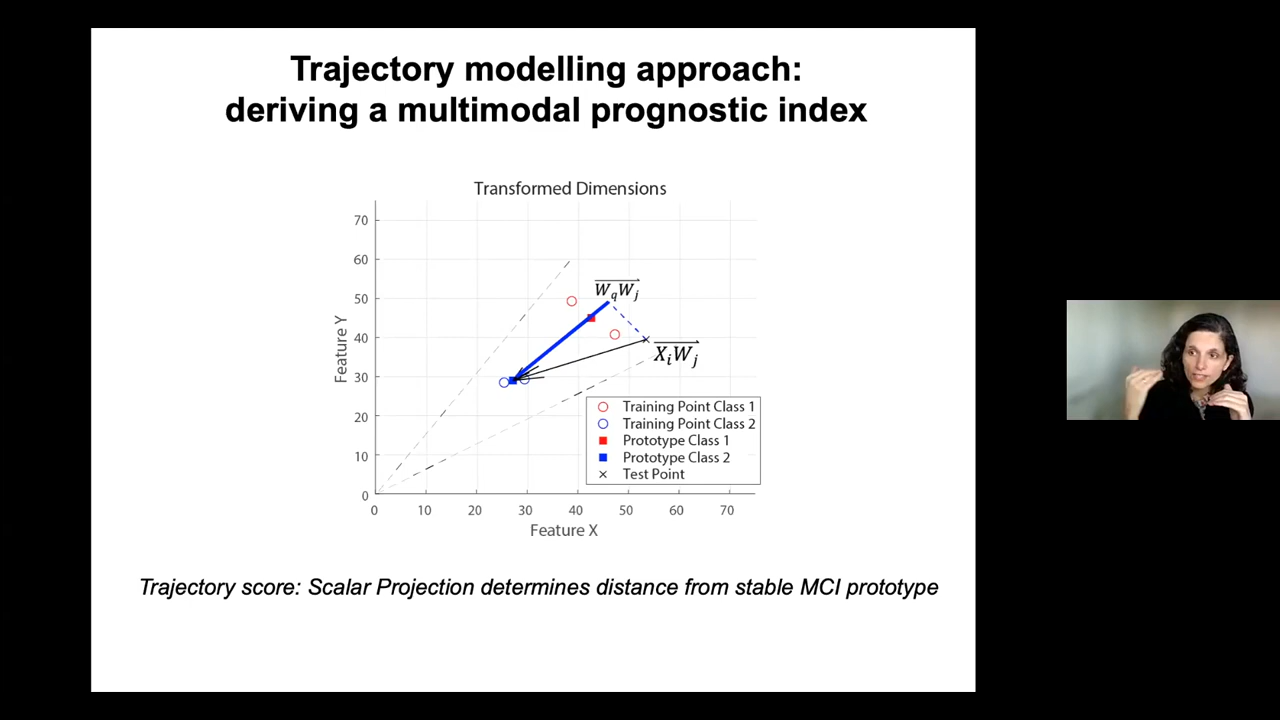 Trajectory modelling approach:
deriving a multimodal prognostic index
Transformed Dimensions
Feature Y
70
60
50
40
30
20
10
0
0 10 20 30 40 50 60 70
Feature X
W_qW_j
X_iW_j
Training Point Class 1
Training Point Class 2
Prototype Class 1
Prototype Class 2
Test Point
Trajectory score: Scalar Projection determines distance from stable MCI prototype